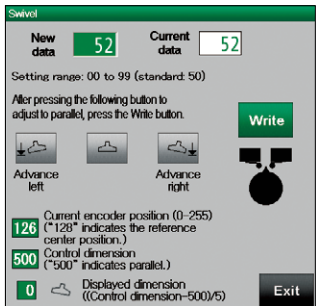 Swivel
New data 52 Current data 52
Setting range: 00 to 99 (standard: 50)
After pressing the following button to
adjust to parallel, press the Write button.
Write
Advance left
Advance right
126 Current encoder position (0-255)
("128" indicates the reference
center position.)
500 Control dimension
("500" indicates parallel.)
0 Displayed dimension
((Control dimension-500)/5)
Exit